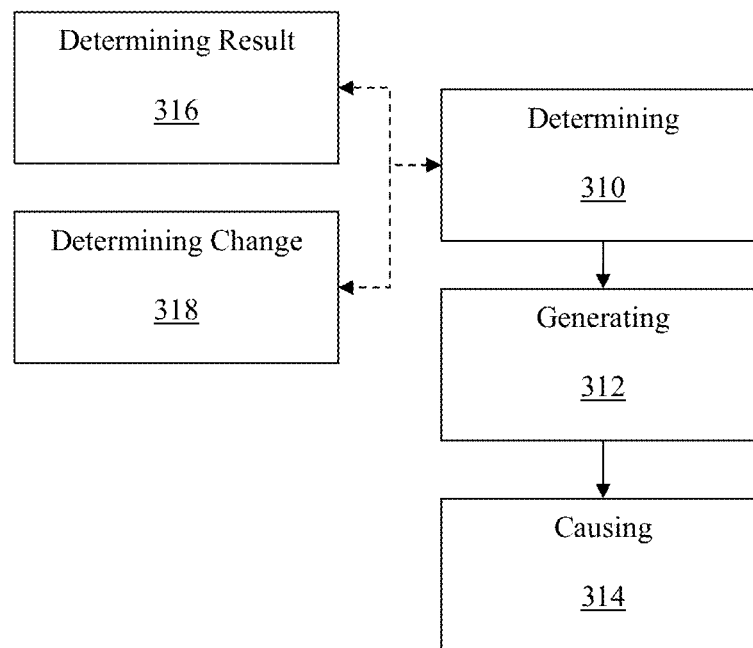 Determining Result
316
Determining Change
318
Determining
310
Generating
312
Causing
314